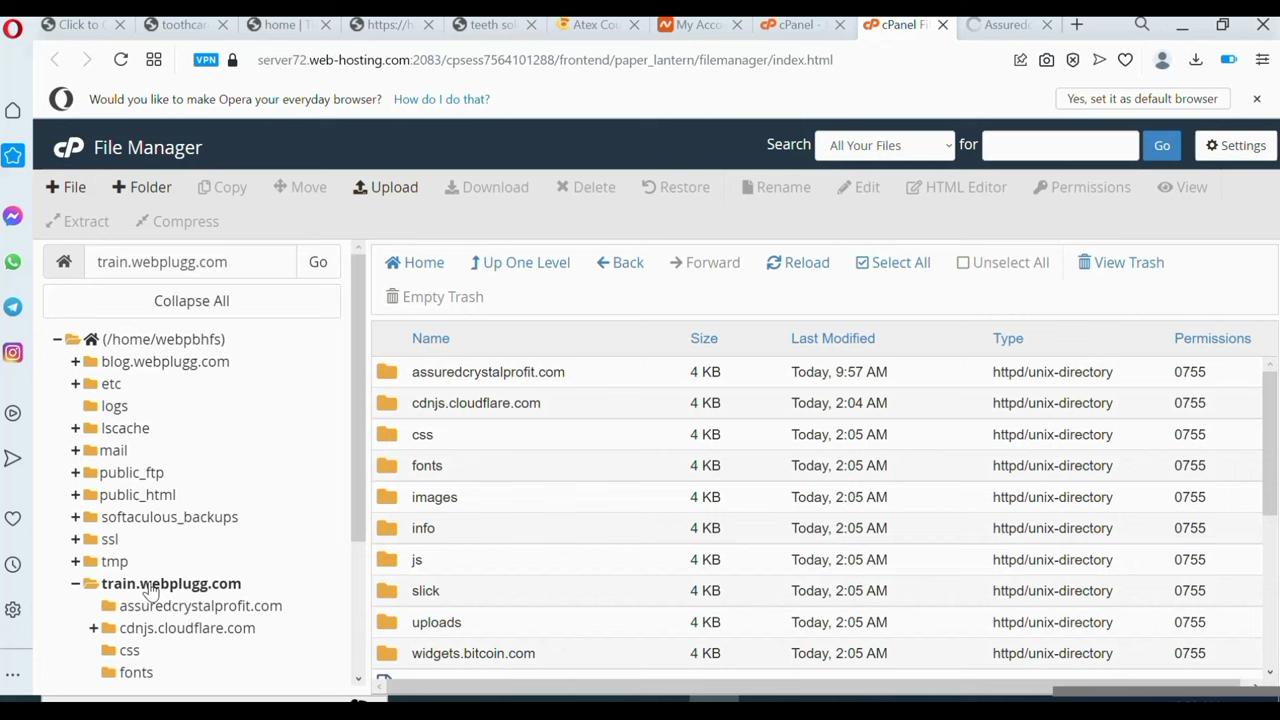 Click to C
toothcar
home | T
https://h
teeth sol
Atex Cou
My Acco
cPanel -
cPanel Fi
Assured
VPN
server72.web-hosting.com:2083/cpsess7564101288/frontend/paper_lantern/filemanager/index.html
Would you like to make Opera your everyday browser? How do I do that?
Yes, set it as default browser
cP File Manager
Search All Your Files for Go Settings
+ File + Folder Copy Move Upload Download Delete Restore Rename Edit HTML Editor Permissions View
Extract Compress
train.webplugg.com Go
Collapse All
(/home/webpbhfs)
blog.webplugg.com
etc
logs
lscache
mail
public_ftp
public_html
softaculous_backups
ssl
tmp
train.webplugg.com
assuredcrystalprofit.com
cdnjs.cloudflare.com
css
fonts
Home Up One Level Back Forward Reload Select All Unselect All View Trash
Empty Trash
Name Size Last Modified Type Permissions
assuredcrystalprofit.com 4 KB Today, 9:57 AM httpd/unix-directory 0755
cdnjs.cloudflare.com 4 KB Today, 2:04 AM httpd/unix-directory 0755
css 4 KB Today, 2:05 AM httpd/unix-directory 0755
fonts 4 KB Today, 2:05 AM httpd/unix-directory 0755
images 4 KB Today, 2:05 AM httpd/unix-directory 0755
info 4 KB Today, 2:05 AM httpd/unix-directory 0755
js 4 KB Today, 2:05 AM httpd/unix-directory 0755
slick 4 KB Today, 2:05 AM httpd/unix-directory 0755
uploads 4 KB Today, 2:05 AM httpd/unix-directory 0755
widgets.bitcoin.com 4 KB Today, 2:05 AM httpd/unix-directory 0755